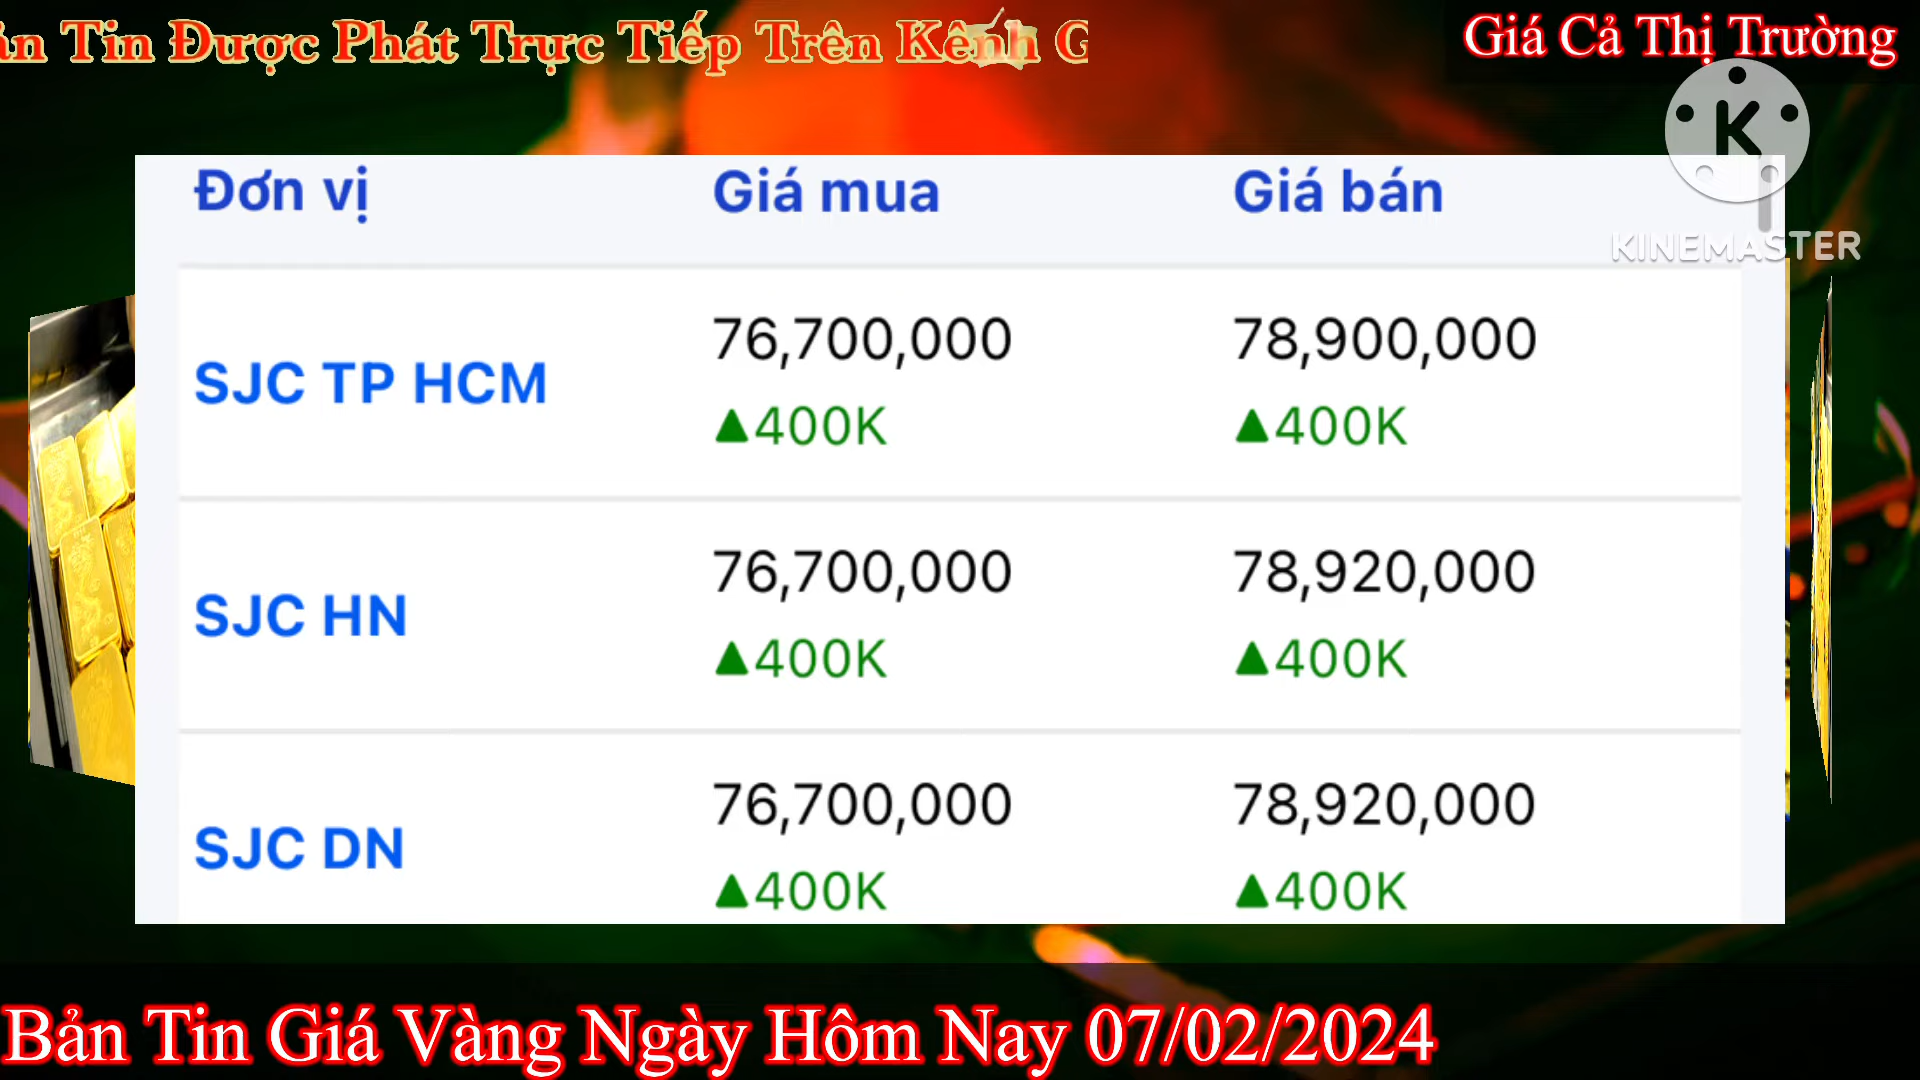 Tin Được Phát Trực Tiếp Trên Kênh
Giá Cả Thị Trường
K
KINEMASTER
Đơn vị Giá mua Giá bán
SJC TP HCM 76,700,000 78,900,000
▲400K ▲400K
SJC HN 76,700,000 78,920,000
▲400K ▲400K
SJC DN 76,700,000 78,920,000
▲400K ▲400K
Bản Tin Giá Vàng Ngày Hôm Nay 07/02/2024